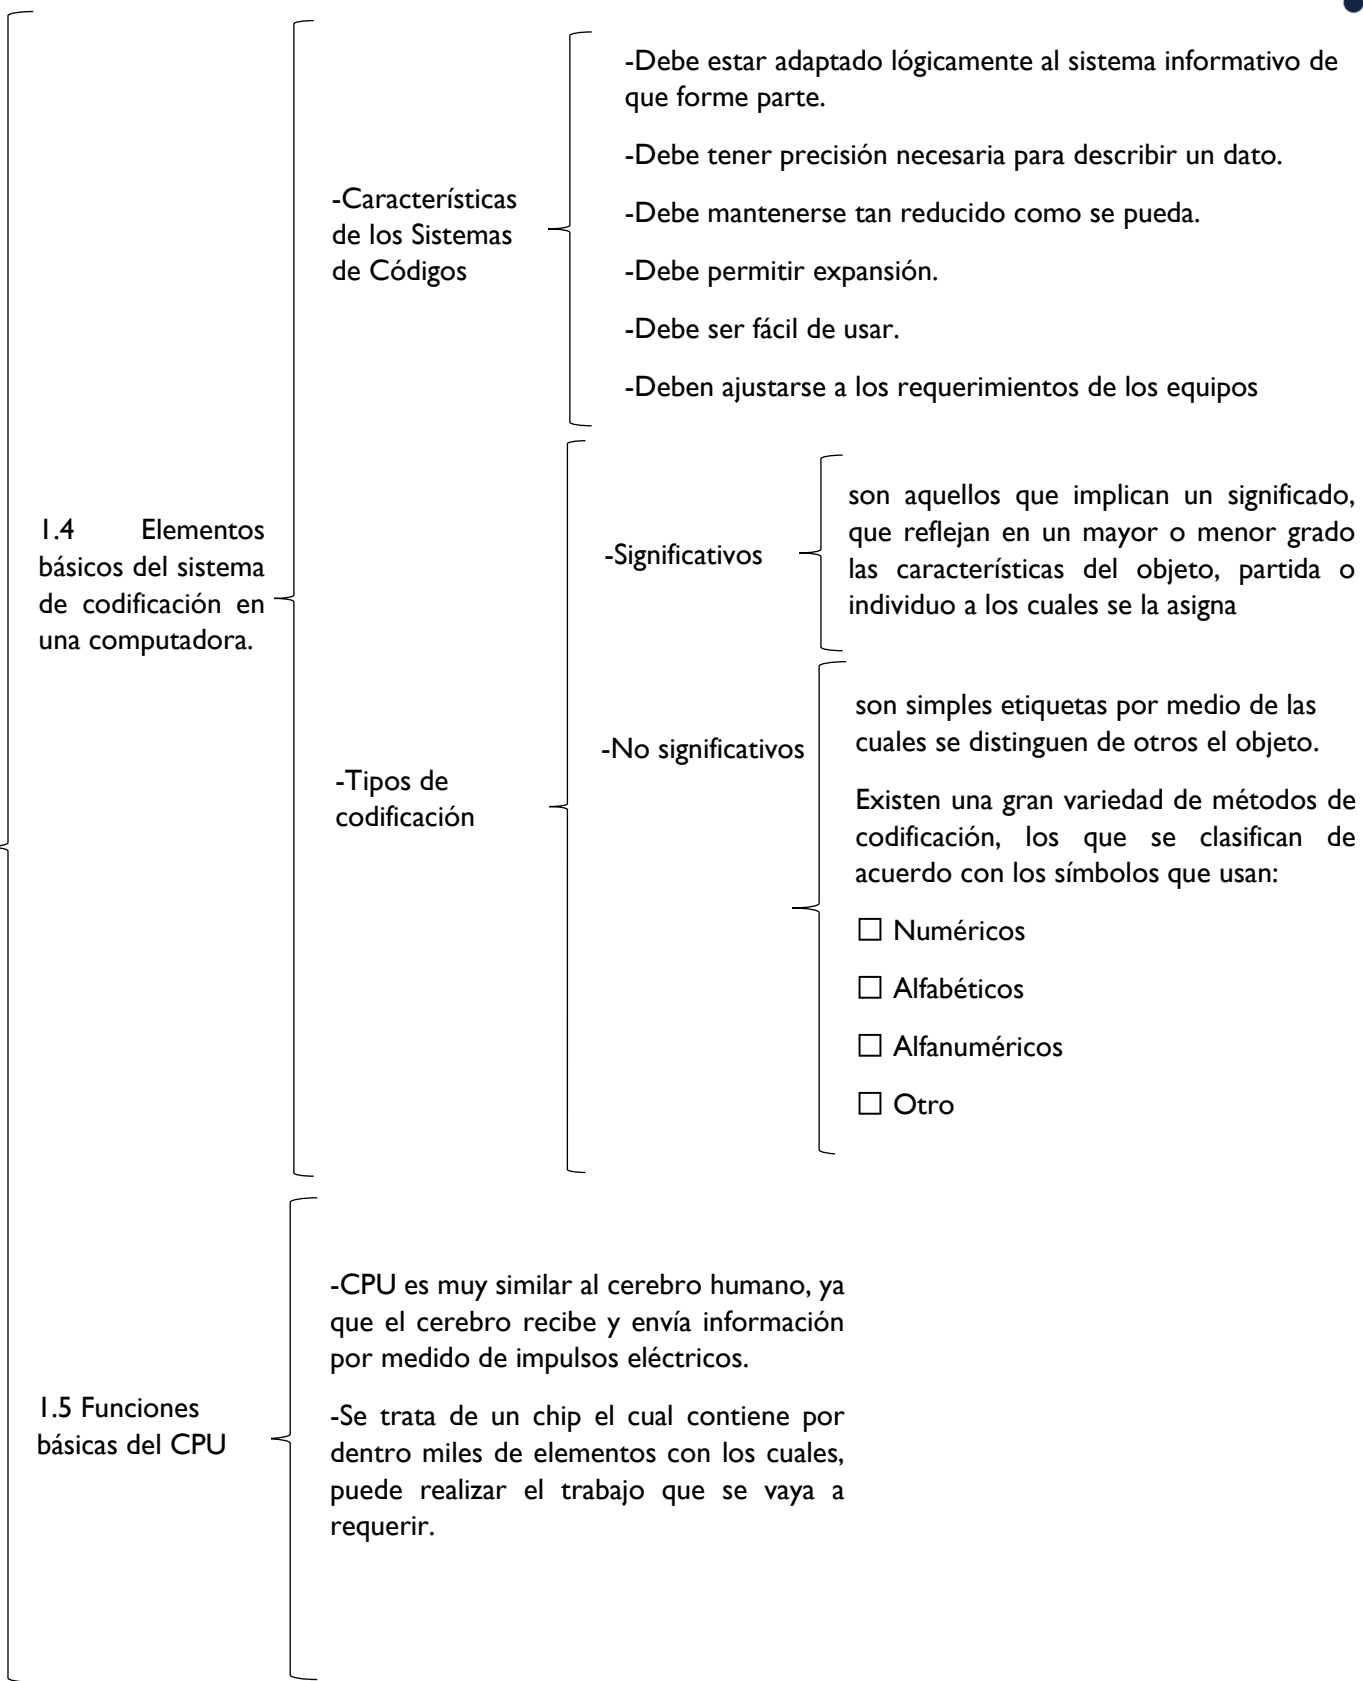 1.4 Elementos
básicos del sistema
de codificación en
una computadora.
-Características
de los Sistemas
de Códigos
-Debe estar adaptado lógicamente al sistema informativo de
que forme parte.
-Debe tener precisión necesaria para describir un dato.
-Debe mantenerse tan reducido como se pueda.
-Debe permitir expansión.
-Debe ser fácil de usar.
-Deben ajustarse a los requerimientos de los equipos
-Tipos de
codificación
-Significativos
son aquellos que implican un significado,
que reflejan en un mayor o menor grado
las características del objeto, partida o
individuo a los cuales se la asigna
-No significativos
son simples etiquetas por medio de las
cuales se distinguen de otros el objeto.
Existen una gran variedad de métodos de
codificación, los que se clasifican de
acuerdo con los símbolos que usan:
☐ Numéricos
☐ Alfabéticos
☐ Alfanuméricos
☐ Otro
1.5 Funciones
básicas del CPU
-CPU es muy similar al cerebro humano, ya
que el cerebro recibe y envía información
por medido de impulsos eléctricos.
-Se trata de un chip el cual contiene por
dentro miles de elementos con los cuales,
puede realizar el trabajo que se vaya a
requerir.